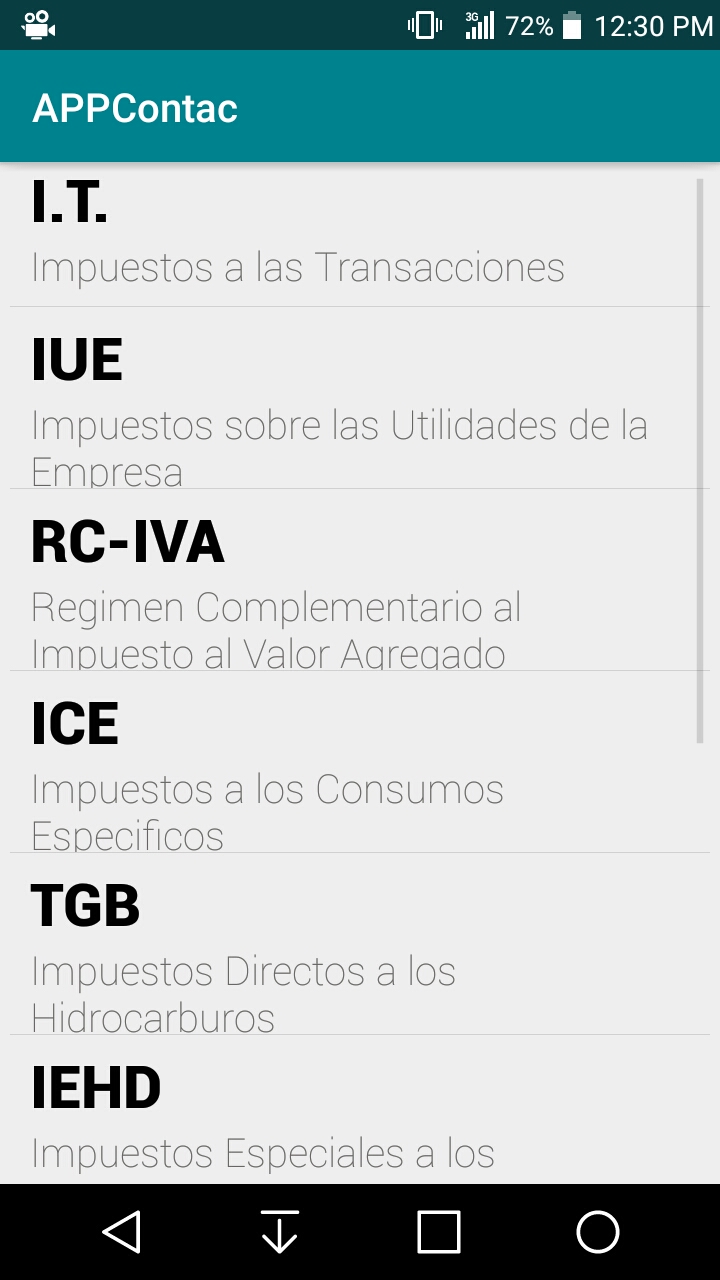 3G 72% 12:30 PM
APPContac
I.T.
Impuestos a las Transacciones
IUE
Impuestos sobre las Utilidades de la
Empresa
RC-IVA
Regimen Complementario al
Impuesto al Valor Agregado
ICE
Impuestos a los Consumos
Especificos
TGB
Impuestos Directos a los
Hidrocarburos
IEHD
Impuestos Especiales a los